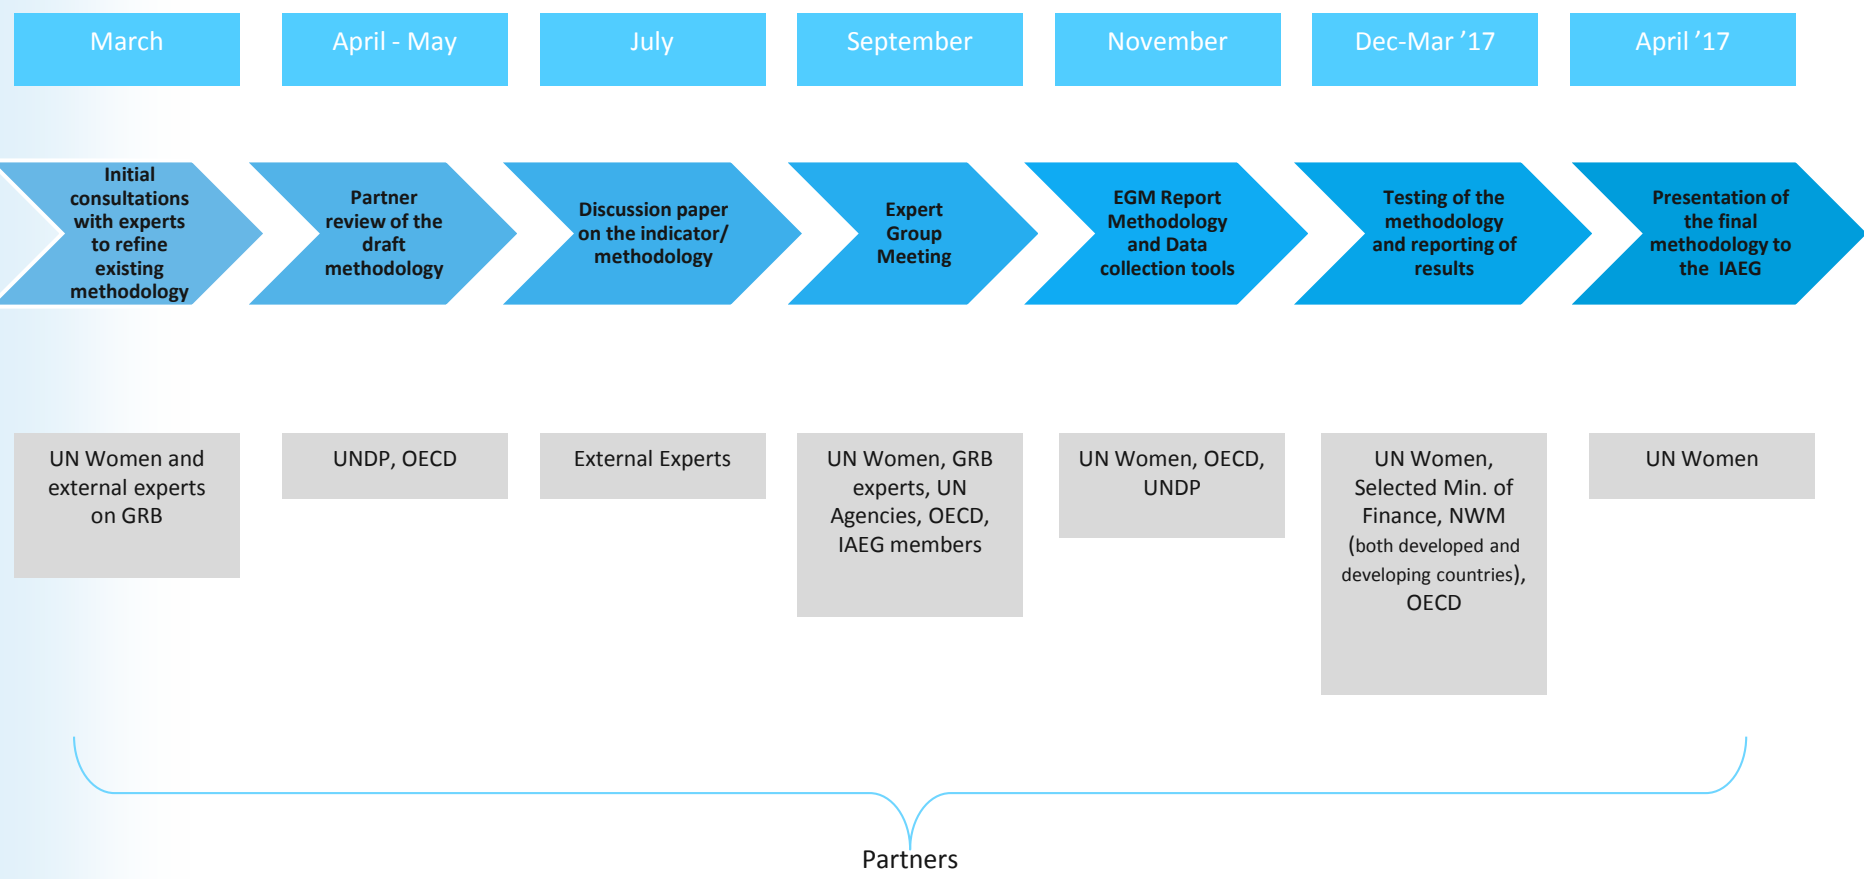 March
April - May
July
September
November
Dec-Mar ’17
April ’17
Initial
consultations
with experts
to refine
existing
methodology
Partner
review of the
draft
methodology
Discussion paper
on the indicator/
methodology
Expert
Group
Meeting
EGM Report
Methodology
and Data
collection tools
Testing of the
methodology
and reporting of
results
Presentation of
the final
methodology to
the IAEG
UN Women and
external experts
on GRB
UNDP, OECD
External Experts
UN Women, GRB
experts, UN
Agencies, OECD,
IAEG members
UN Women, OECD,
UNDP
UN Women,
Selected Min. of
Finance, NWM
(both developed and
developing countries),
OECD
UN Women
Partners